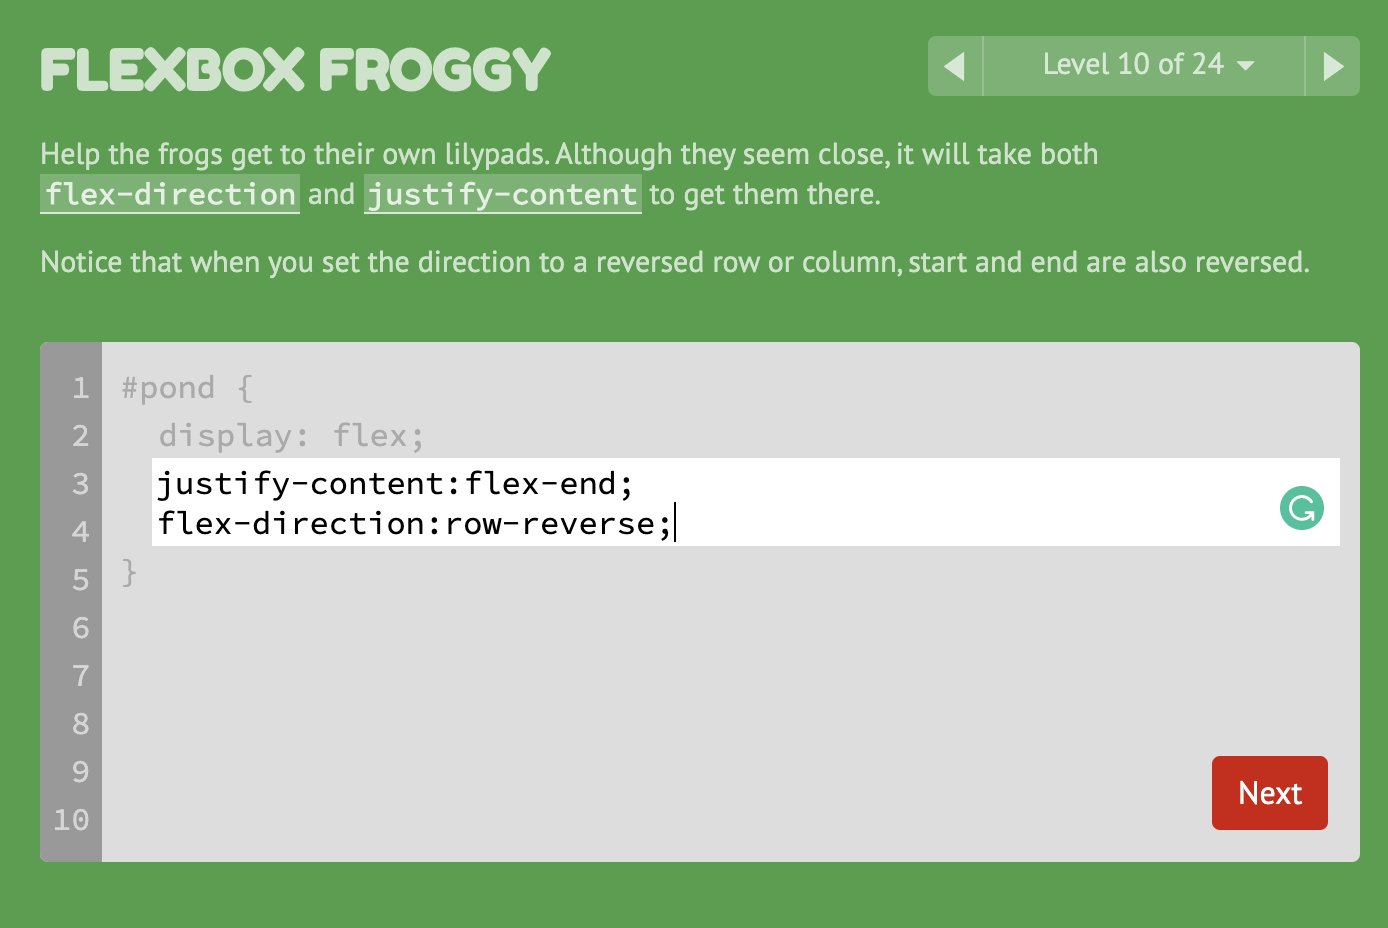 FLEXBOX FROGGY
Level 10 of 24
Help the frogs get to their own lilypads. Although they seem close, it will take both
flex-direction and justify-content to get them there.
Notice that when you set the direction to a reversed row or column, start and end are also reversed.
1 #pond {
2 display: flex;
3 justify-content:flex-end;
4 flex-direction:row-reverse;
5 }
6
7
8
9
10
Next